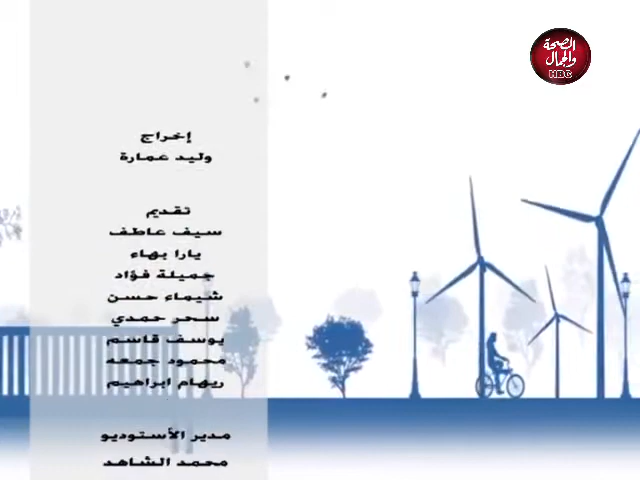 الصحة
والجمال
HBC
إخراج
وليد عمارة
تقديم
سيف عاطف
يارا بهاء
جميلة فؤاد
شيماء حسن
سحر حمدي
يوسف قاسم
محمود جمعه
ريهام ابراهيم
مدير الأستوديو
محمد الشاهد